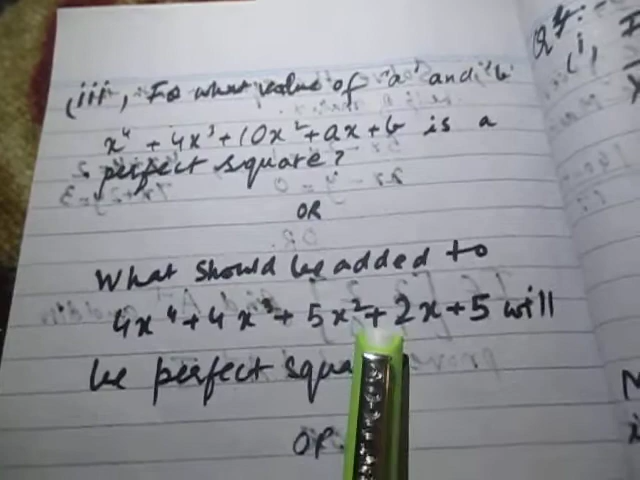 (iii, For what value of 'a' and 'b'
x⁴ + 4x³ + 10x² + ax + b is a
perfect square?
OR
What should be added to
4x⁴ + 4x³ + 5x² + 2x + 5 will
be perfect squa
OR
Q4:-
(i,